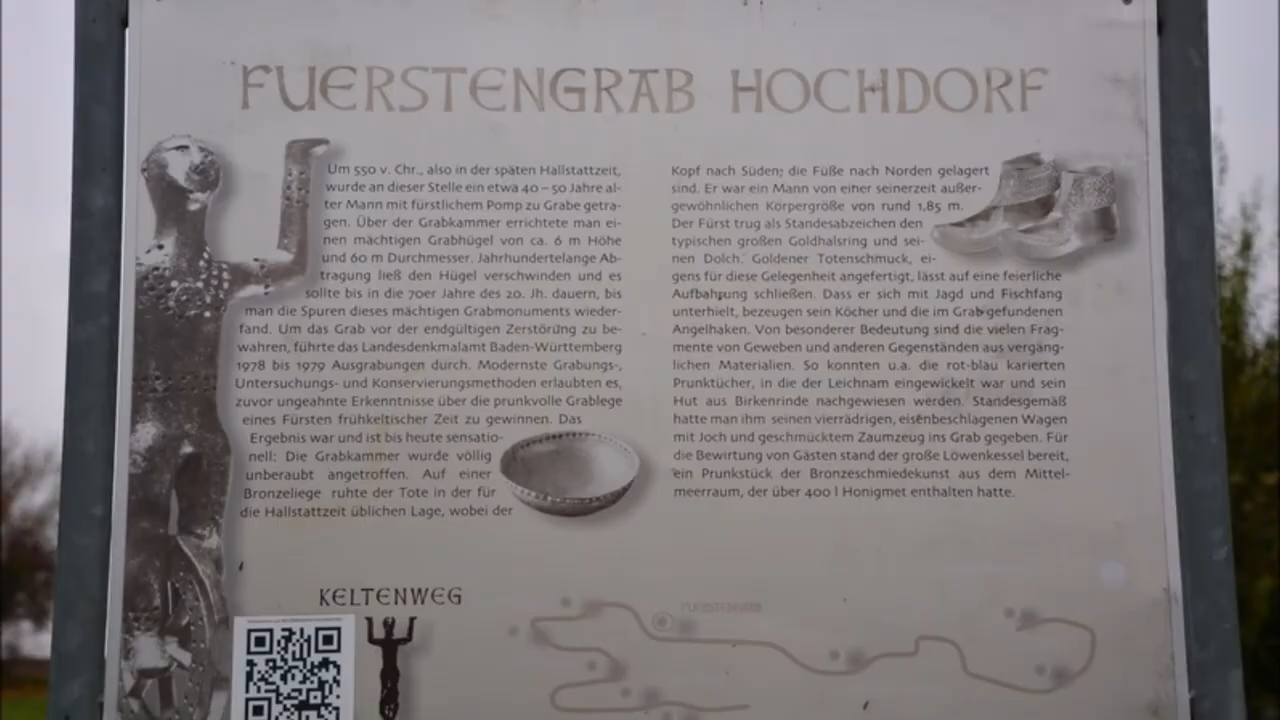 FUERSTENGRAB HOCHDORF
Um 550 v. Chr., also in der späten Hallstattzeit,
wurde an dieser Stelle ein etwa 40 – 50 Jahre al-
ter Mann mit fürstlichem Pomp zu Grabe getra-
gen. Über der Grabkammer errichtete man ei-
nen mächtigen Grabhügel von ca. 6 m Höhe
und 60 m Durchmesser. Jahrhundertelange Ab-
tragung ließ den Hügel verschwinden und es
sollte bis in die 70er Jahre des 20. Jh. dauern, bis
man die Spuren dieses mächtigen Grabmonuments wieder-
fand. Um das Grab vor der endgültigen Zerstörung zu be-
wahren, führte das Landesdenkmalamt Baden-Württemberg
1978 bis 1979 Ausgrabungen durch. Modernste Grabungs-,
Untersuchungs- und Konservierungsmethoden erlaubten es,
zuvor ungeahnte Erkenntnisse über die prunkvolle Grablege
eines Fürsten frühkeltischer Zeit zu gewinnen. Das
Ergebnis war und ist bis heute sensatio-
nell: Die Grabkammer wurde völlig
unberaubt angetroffen. Auf einer
Bronzeliege ruhte der Tote in der für
die Hallstattzeit üblichen Lage, wobei der
Kopf nach Süden; die Füße nach Norden gelagert
sind. Er war ein Mann von einer seinerzeit außer-
gewöhnlichen Körpergröße von rund 1,85 m.
Der Fürst trug als Standesabzeichen den
typischen großen Goldhalsring und sei-
nen Dolch. Goldener Totenschmuck, ei-
gens für diese Gelegenheit angefertigt, lässt auf eine feierliche
Aufbahrung schließen. Dass er sich mit Jagd und Fischfang
unterhielt, bezeugen sein Köcher und die im Grab gefundenen
Angelhaken. Von besonderer Bedeutung sind die vielen Frag-
mente von Geweben und anderen Gegenständen aus vergäng-
lichen Materialien. So konnten u.a. die rot-blau karierten
Prunktücher, in die der Leichnam eingewickelt war und sein
Hut aus Birkenrinde nachgewiesen werden. Standesgemäß
hatte man ihm seinen vierrädrigen, eisenbeschlagenen Wagen
mit Joch und geschmücktem Zaumzeug ins Grab gegeben. Für
die Bewirtung von Gästen stand der große Löwenkessel bereit,
ein Prunkstück der Bronzeschmiedekunst aus dem Mittel-
meerraum, der über 400 l Honigmet enthalten hatte.
KELTENWEG
FUERSTENGRAB